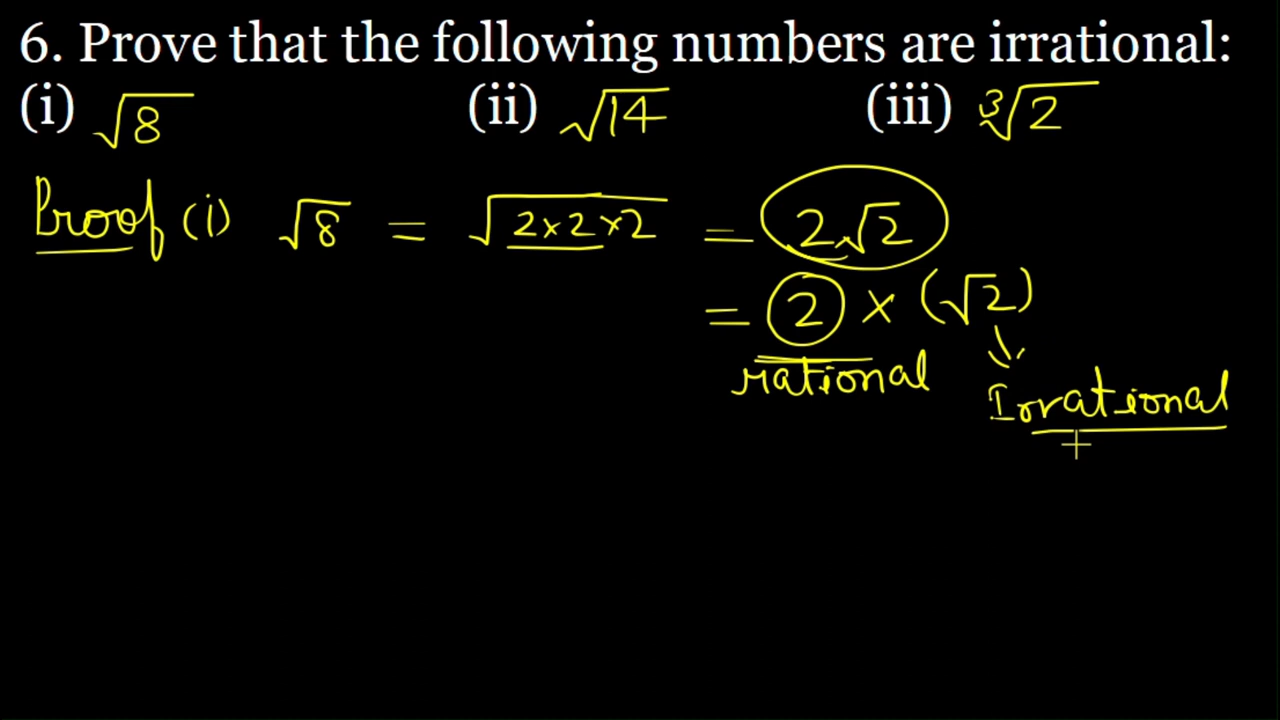 6. Prove that the following numbers are irrational:
(i) √8 (ii) √14 (iii) ∛2
Proof (i) √8 = √2×2×2 = 2√2
= 2 × (√2)
rational
Irrational